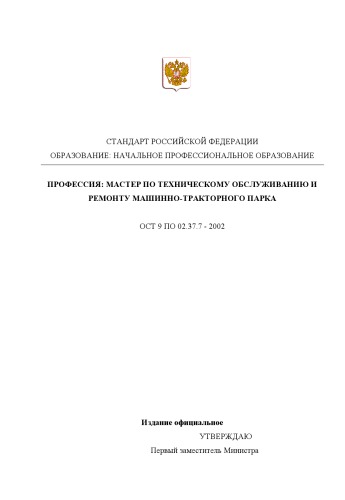 СТАНДАРТ РОССИЙСКОЙ ФЕДЕРАЦИИ
ОБРАЗОВАНИЕ: НАЧАЛЬНОЕ ПРОФЕССИОНАЛЬНОЕ ОБРАЗОВАНИЕ
ПРОФЕССИЯ: МАСТЕР ПО ТЕХНИЧЕСКОМУ ОБСЛУЖИВАНИЮ И
РЕМОНТУ МАШИННО-ТРАКТОРНОГО ПАРКА
ОСТ 9 ПО 02.37.7 - 2002
Издание официальное
УТВЕРЖДАЮ
Первый заместитель Министра